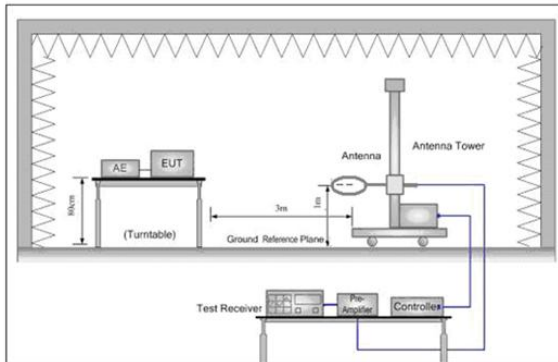 AE
EUT
80cm
(Turntable)
3m
Antenna
Antenna Tower
1m
Ground Reference Plane
Test Receiver
Pre-
Amplifier
Controller